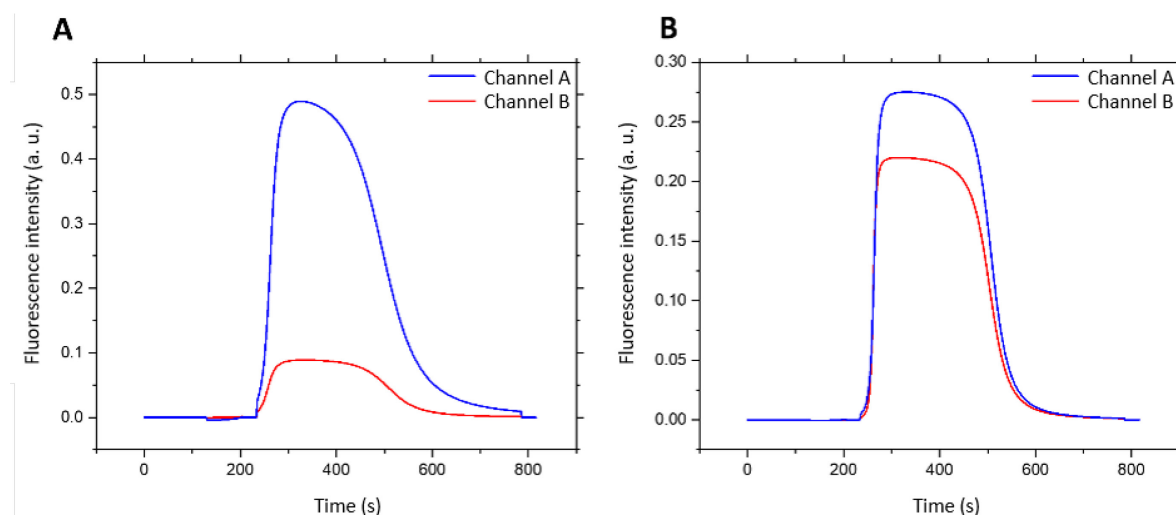 A
Channel A
Channel B
Fluorescence intensity (a. u.)
0.5
0.4
0.3
0.2
0.1
0.0
0
200
400
600
800
Time (s)
B
Channel A
Channel B
Fluorescence intensity (a. u.)
0.30
0.25
0.20
0.15
0.10
0.05
0.00
0
200
400
600
800
Time (s)